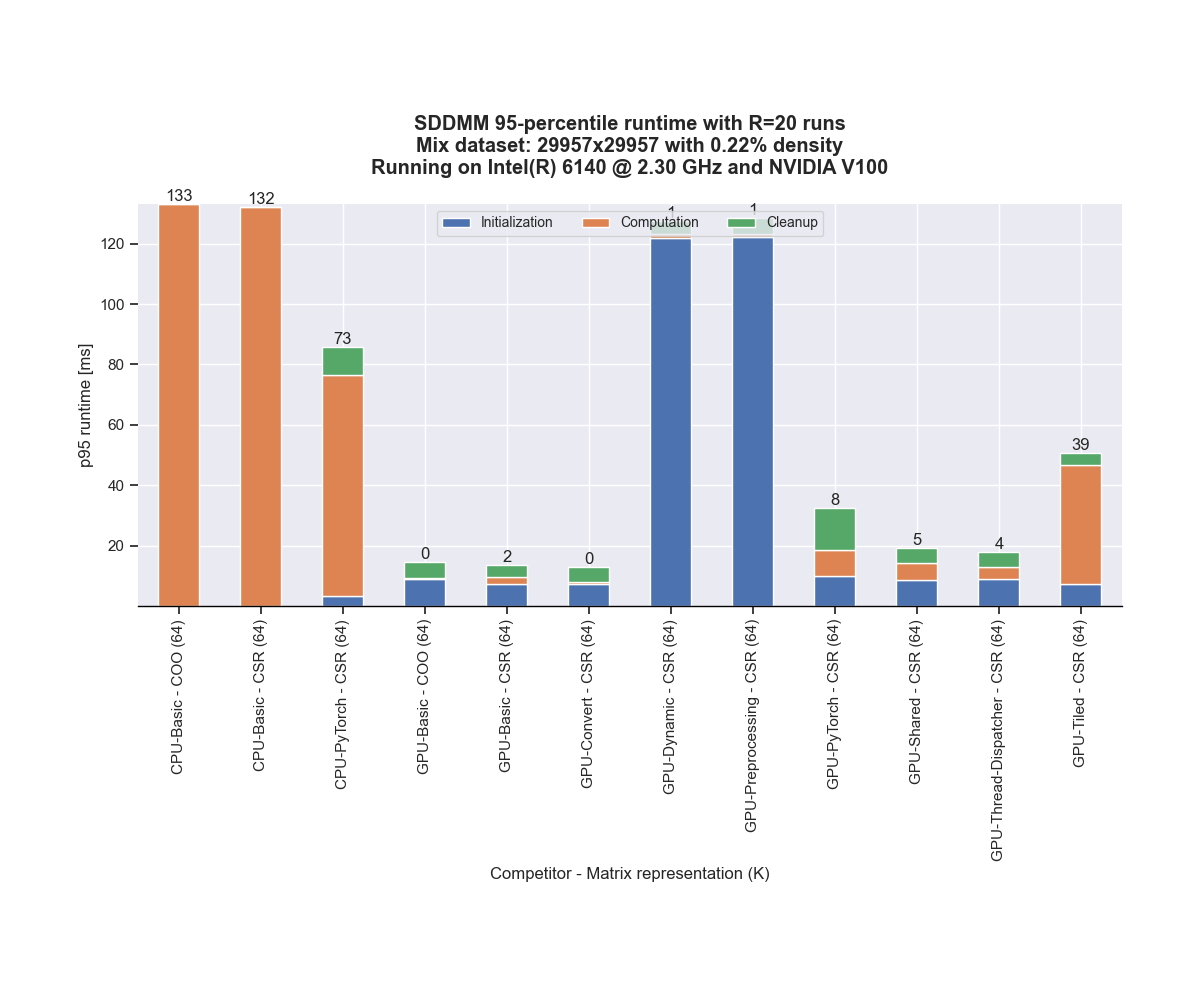 SDDMM 95-percentile runtime with R=20 runs
Mix dataset: 29957x29957 with 0.22% density
Running on Intel(R) 6140 @ 2.30 GHz and NVIDIA V100
133
132
1
1
Initialization
Computation
Cleanup
120
100
80
60
40
20
p95 runtime [ms]
73
0
2
0
8
5
4
39
CPU-Basic - COO (64)
CPU-Basic - CSR (64)
CPU-PyTorch - CSR (64)
GPU-Basic - COO (64)
GPU-Basic - CSR (64)
GPU-Convert - CSR (64)
GPU-Dynamic - CSR (64)
GPU-Preprocessing - CSR (64)
GPU-PyTorch - CSR (64)
GPU-Shared - CSR (64)
GPU-Thread-Dispatcher - CSR (64)
GPU-Tiled - CSR (64)
Competitor - Matrix representation (K)